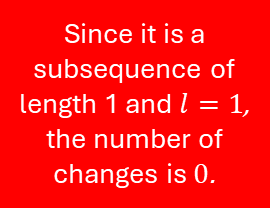 Since it is a
subsequence of
length 1 and 𝑙 = 1,
the number of
changes is 0.